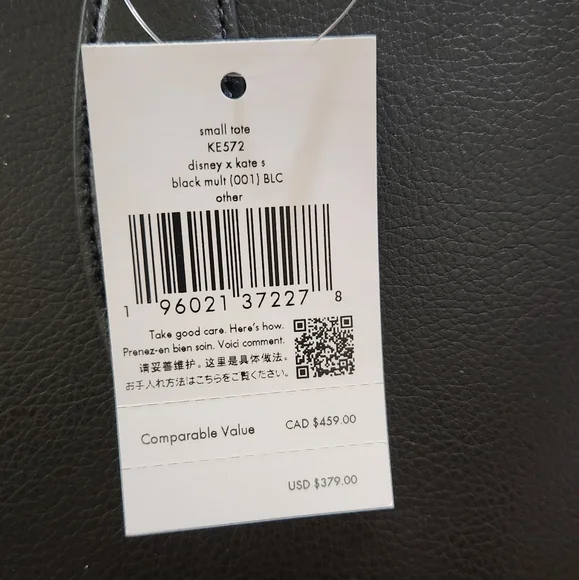 small tote
KE572
disney x kate s
black mult (001) BLC
other
1 96021 37227 8
Take good care. Here's how.
Prenez-en bien soin. Voici comment.
请妥善维护。这里是具体做法。
お手入れ方法はこちらをご覧ください。
Comparable Value CAD $459.00
USD $379.00